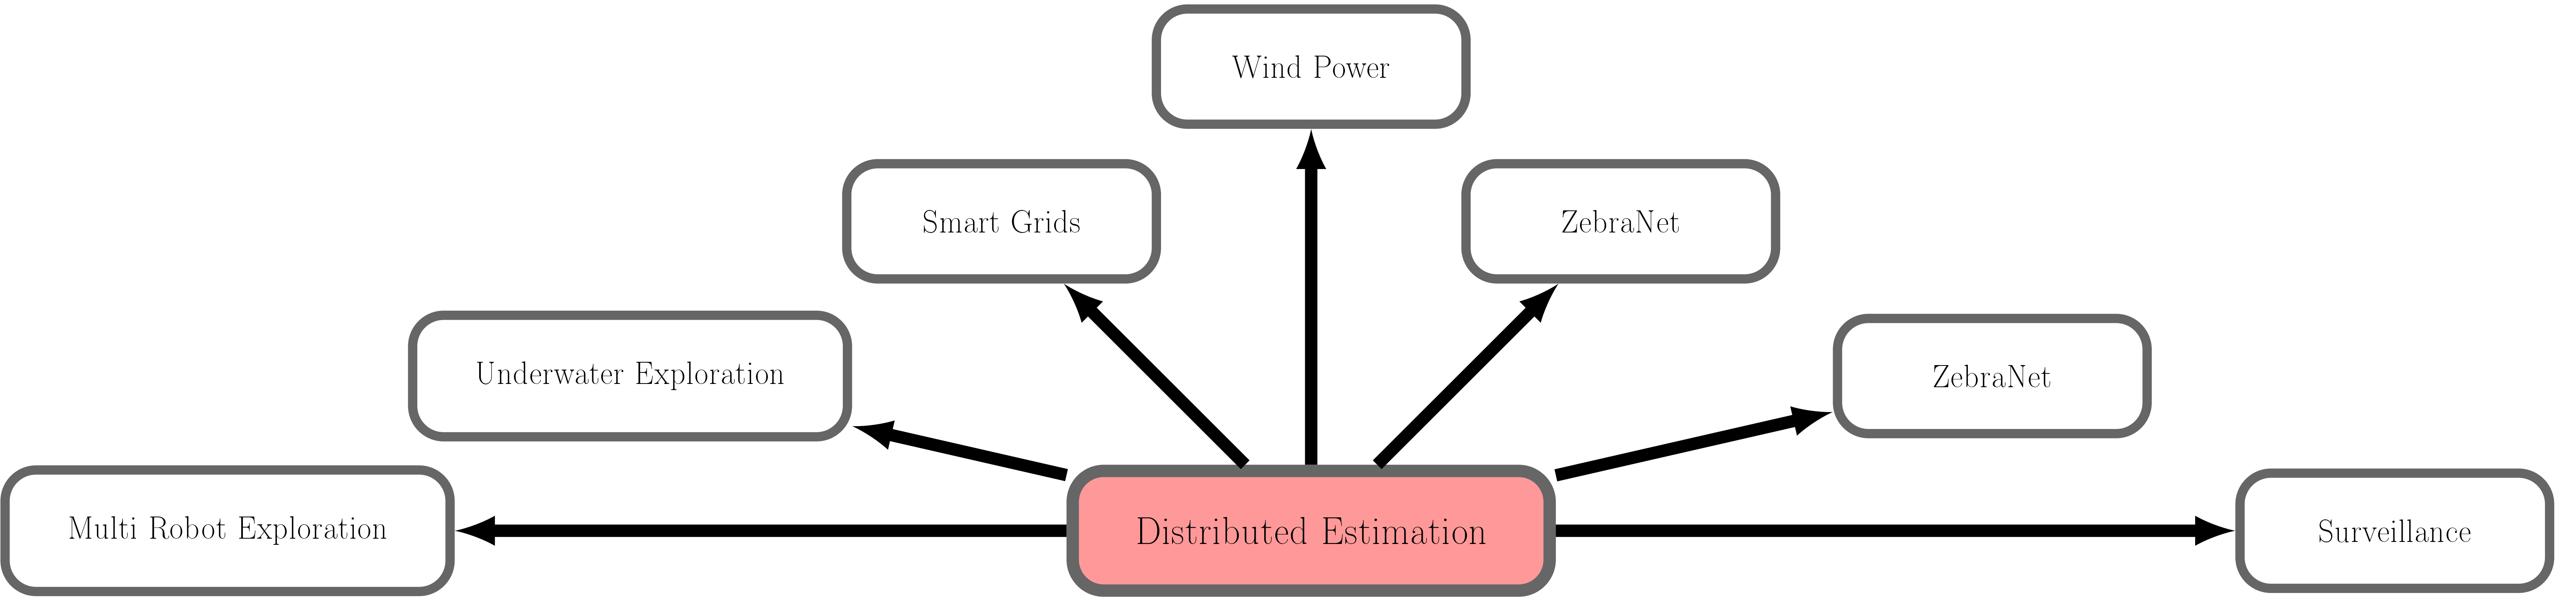 Wind Power
Smart Grids
ZebraNet
Underwater Exploration
ZebraNet
Multi Robot Exploration
Distributed Estimation
Surveillance